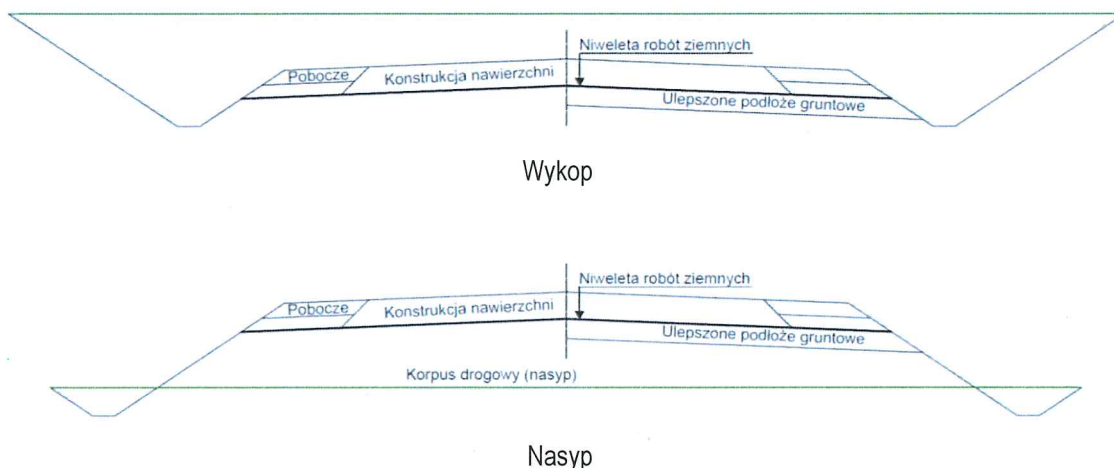 Niweleta robót ziemnych
Pobocze
Konstrukcja nawierzchni
Ulepszone podłoże gruntowe
Wykop
Niweleta robót ziemnych
Pobocze
Konstrukcja nawierzchni
Ulepszone podłoże gruntowe
Korpus drogowy (nasyp)
Nasyp